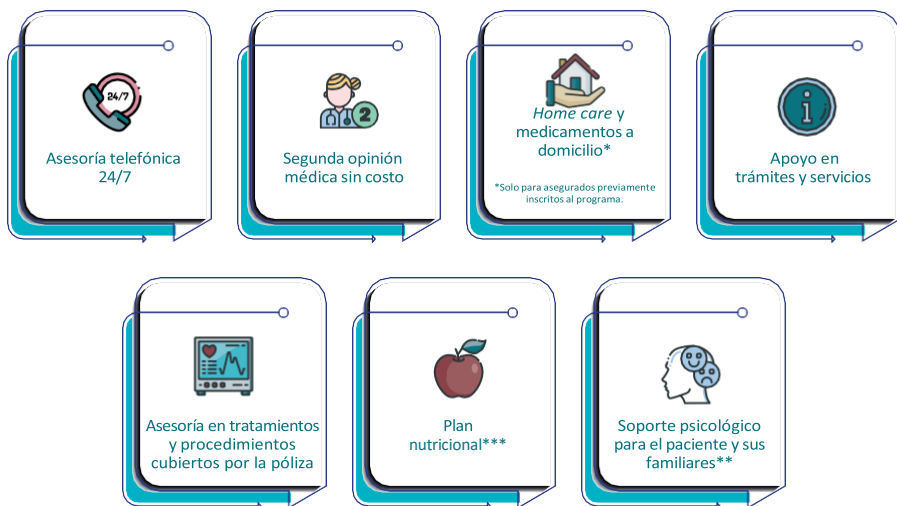 24/7
Asesoría telefónica
24/7
2
Segunda opinión
médica sin costo
Home care y
medicamentos a
domicilio*
*Solo para asegurados previamente
inscritos al programa.
i
Apoyo en
trámites y servicios
Asesoría en tratamientos
y procedimientos
cubiertos por la póliza
Plan
nutricional***
Soporte psicológico
para el paciente y sus
familiares**